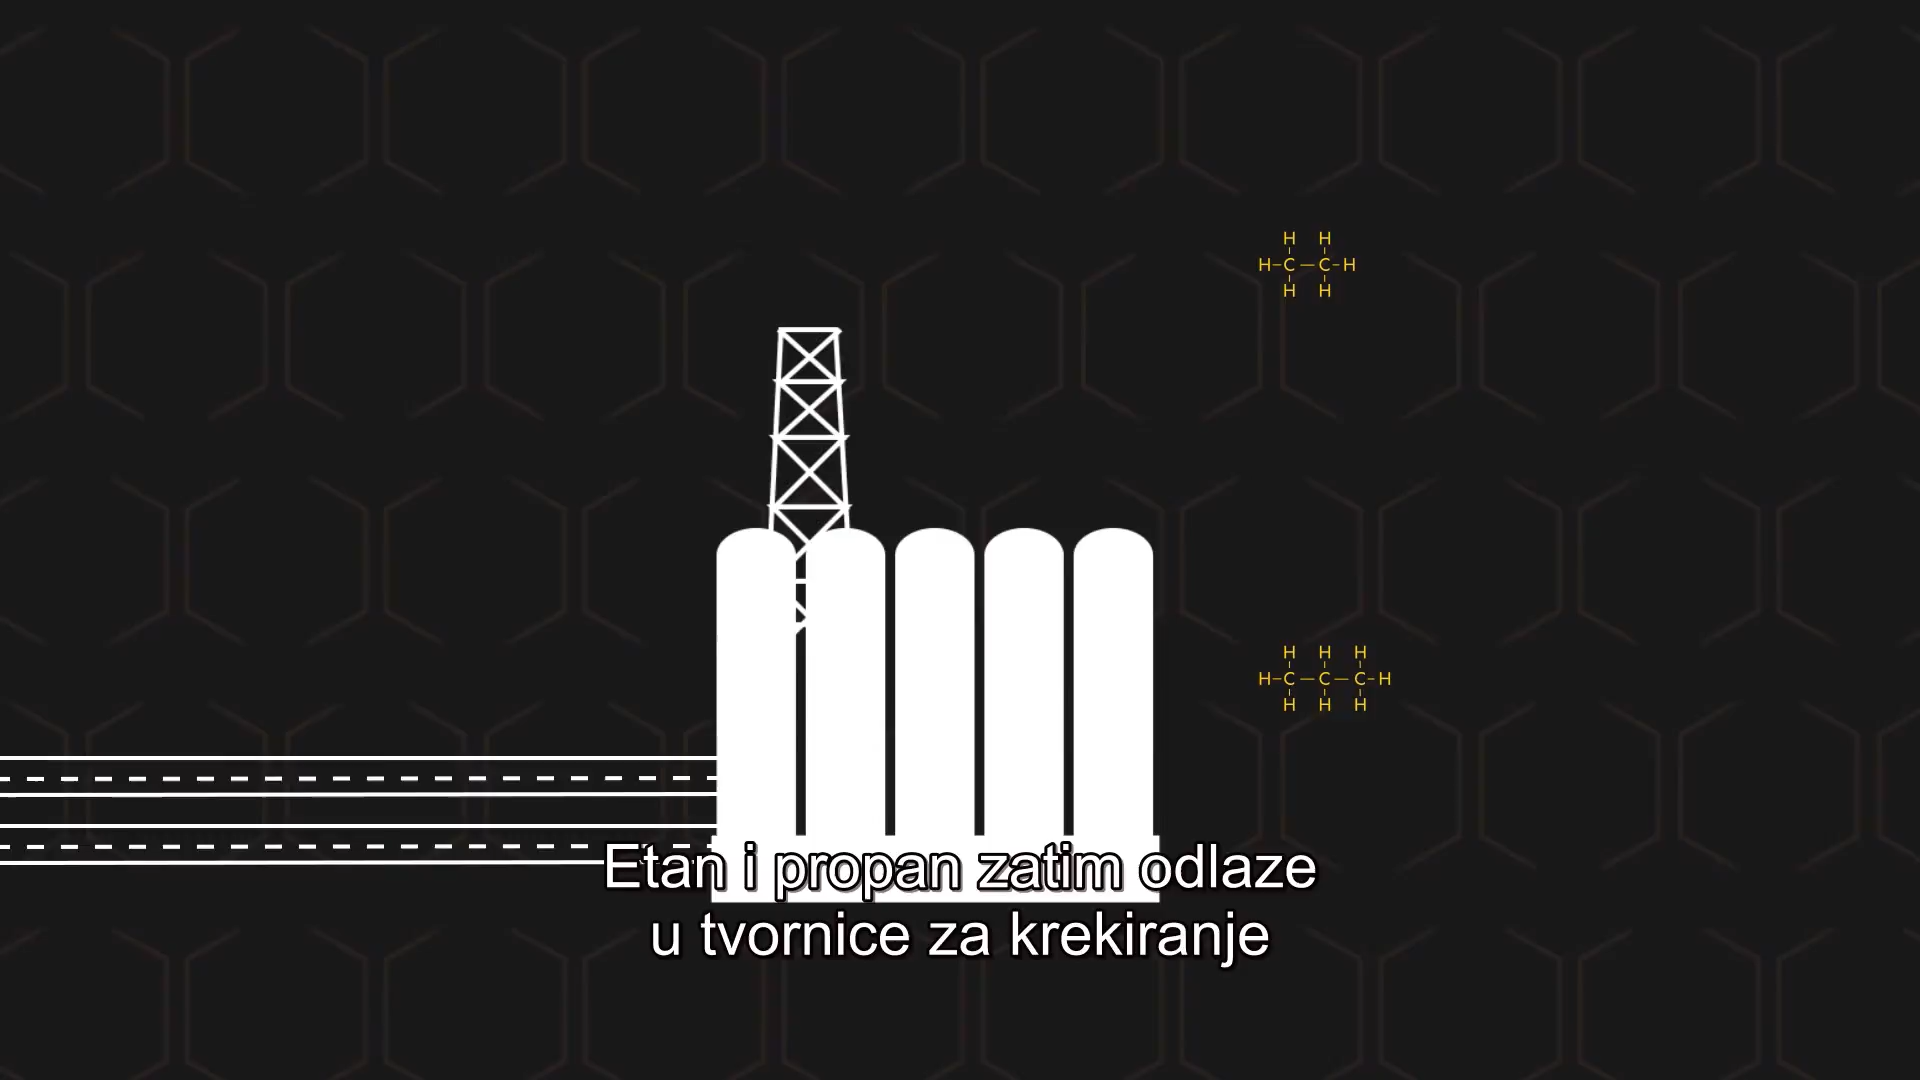 H H
H-C-C-H
H H
H H H
H-C-C-C-H
H H H
Etan i propan zatim odlaze
u tvornice za krekiranje